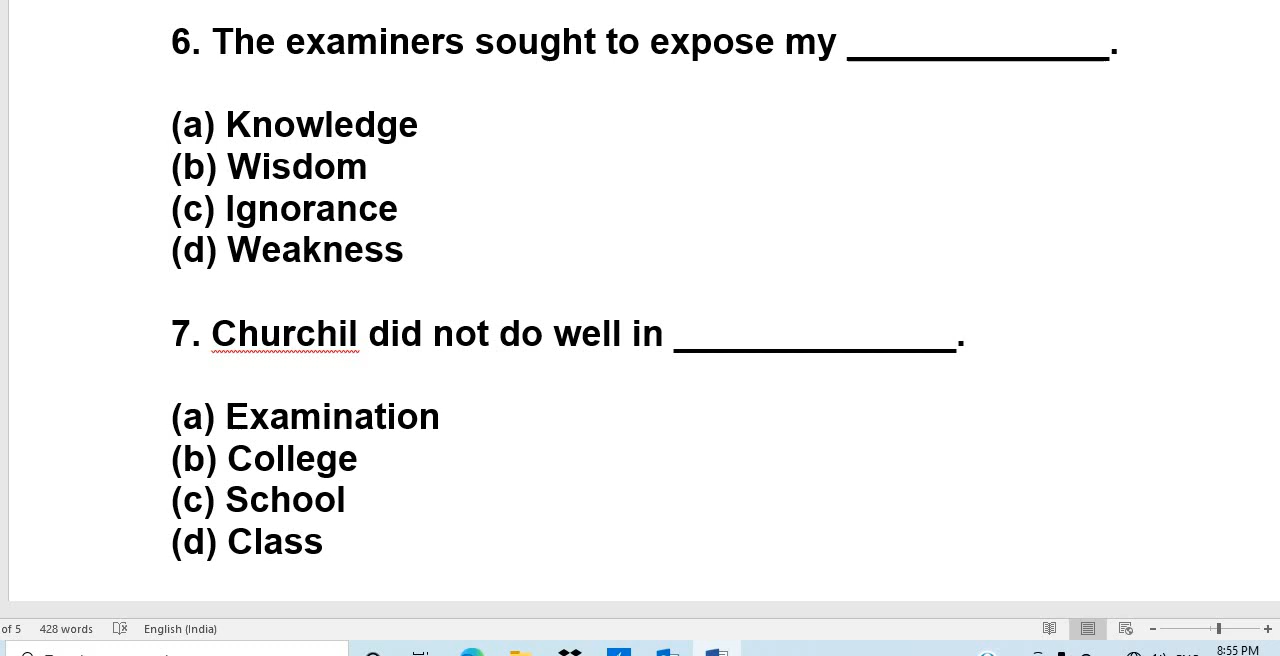 6. The examiners sought to expose my _____________.
(a) Knowledge
(b) Wisdom
(c) Ignorance
(d) Weakness
7. Churchil did not do well in ______________.
(a) Examination
(b) College
(c) School
(d) Class
of 5 428 words English (India)
8:55 PM